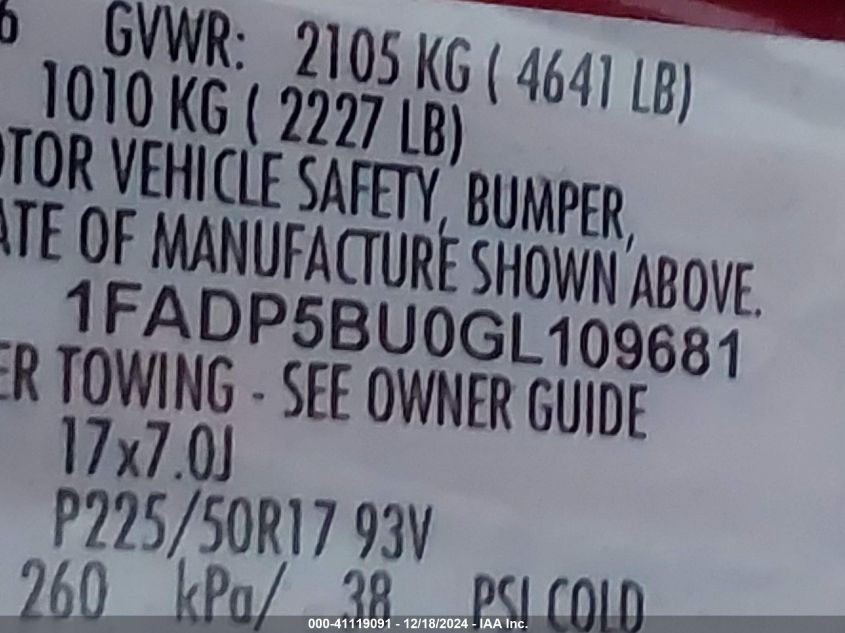 6 GVWR: 2105 KG ( 4641 LB)
1010 KG ( 2227 LB)
OTOR VEHICLE SAFETY, BUMPER,
ATE OF MANUFACTURE SHOWN ABOVE.
1FADP5BU0GL109681
ER TOWING - SEE OWNER GUIDE
17x7.0J
P225/50R17 93V
260 kPa/ 38 PSI COLD
000-41119091 - 12/18/2024 - IAA Inc.